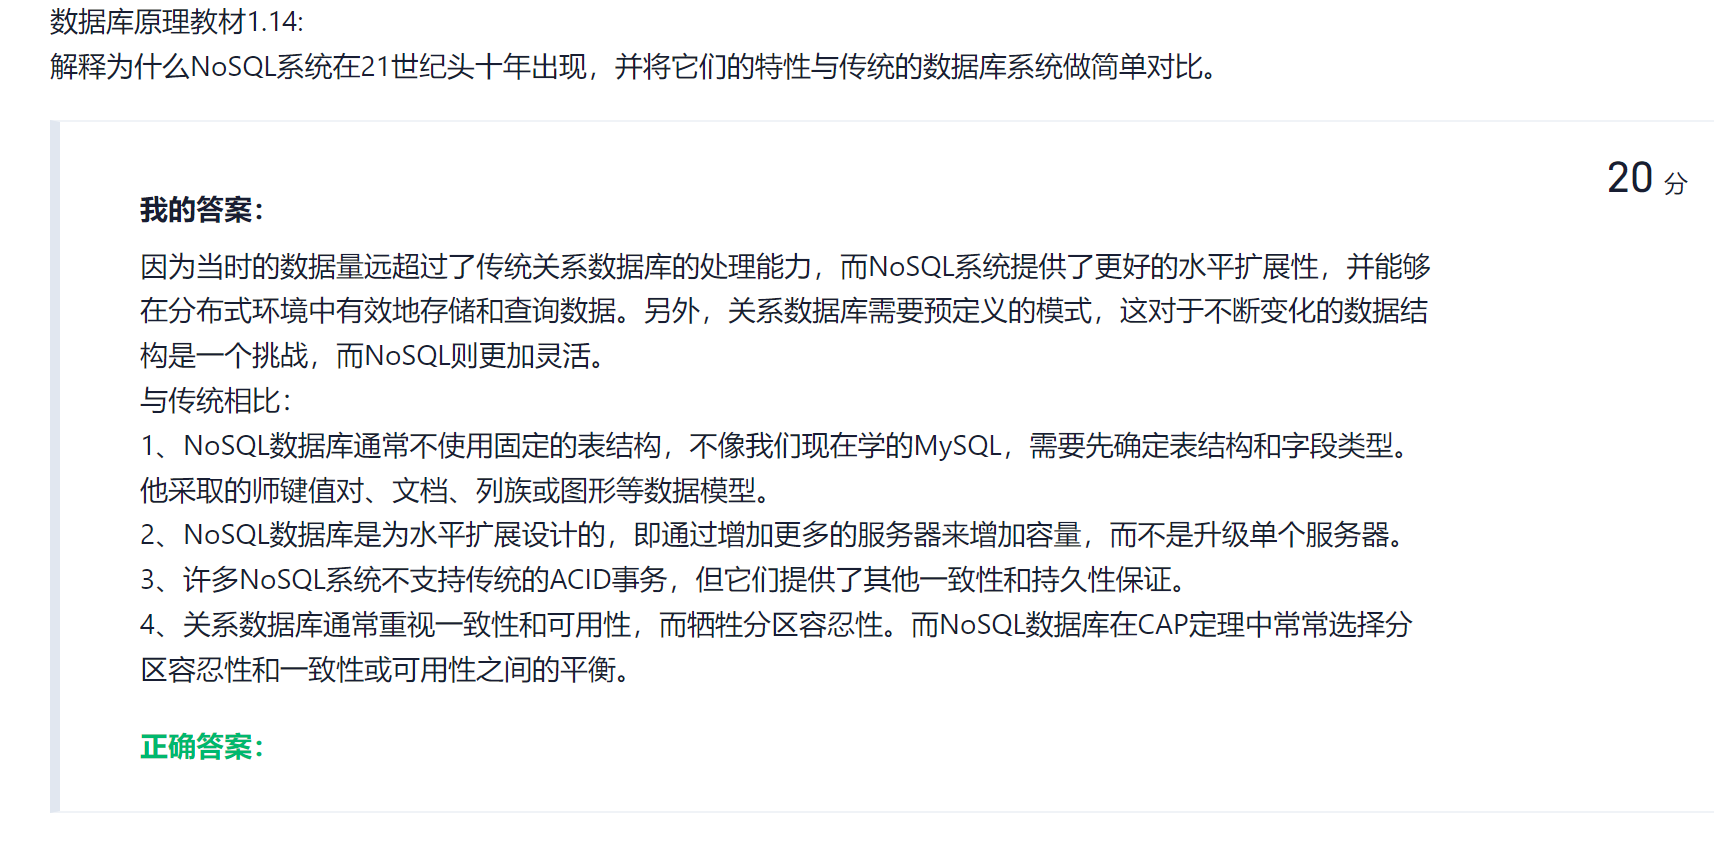 数据库原理教材1.14:
解释为什么NoSQL系统在21世纪头十年出现，并将它们的特性与传统的数据库系统做简单对比。
20 分
我的答案：
因为当时的数据量远超过了传统关系数据库的处理能力，而NoSQL系统提供了更好的水平扩展性，并能够
在分布式环境中有效地存储和查询数据。另外，关系数据库需要预定义的模式，这对于不断变化的数据结
构是一个挑战，而NoSQL则更加灵活。
与传统相比：
1、NoSQL数据库通常不使用固定的表结构，不像我们现在学的MySQL，需要先确定表结构和字段类型。
他采取的师键值对、文档、列族或图形等数据模型。
2、NoSQL数据库是为水平扩展设计的，即通过增加更多的服务器来增加容量，而不是升级单个服务器。
3、许多NoSQL系统不支持传统的ACID事务，但它们提供了其他一致性和持久性保证。
4、关系数据库通常重视一致性和可用性，而牺牲分区容忍性。而NoSQL数据库在CAP定理中常常选择分
区容忍性和一致性或可用性之间的平衡。
正确答案：